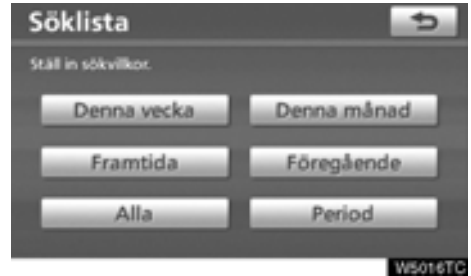 Söklista
Ställ in sökvillkor.
Denna vecka Denna månad
Framtida Föregående
Alla Period
W5016TC